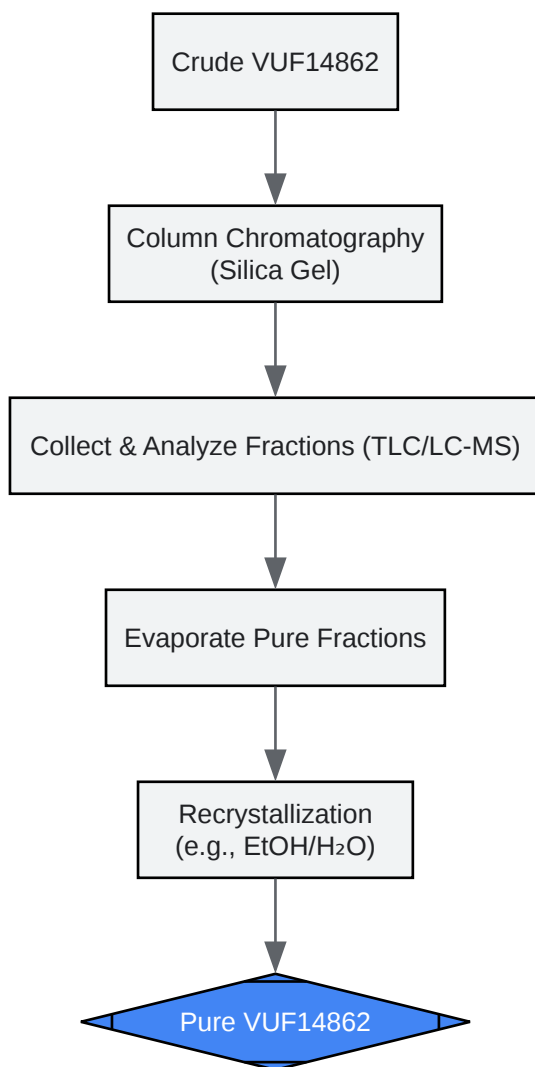 Crude VUF14862
Column Chromatography
(Silica Gel)
Collect & Analyze Fractions (TLC/LC-MS)
Evaporate Pure Fractions
Recrystallization
(e.g., EtOH/H₂O)
Pure VUF14862